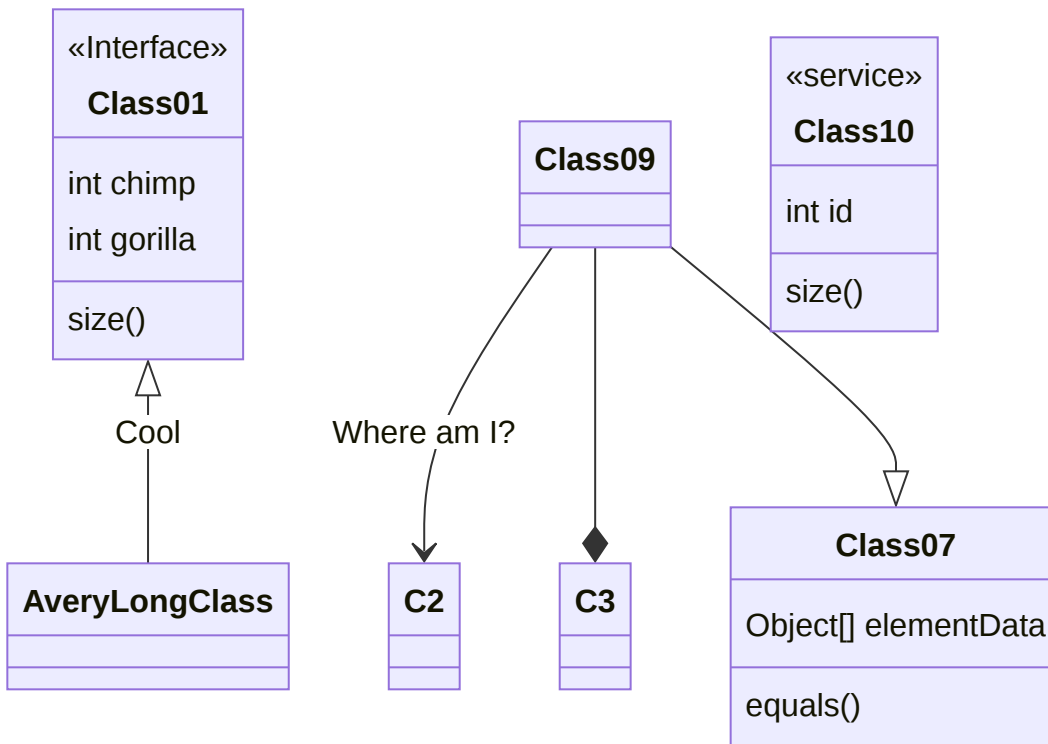 «Interface»
Class01
int chimp
int gorilla
size()
Cool
AveryLongClass
Class09
Where am I?
C2
C3
«service»
Class10
int id
size()
Class07
Object[] elementData
equals()